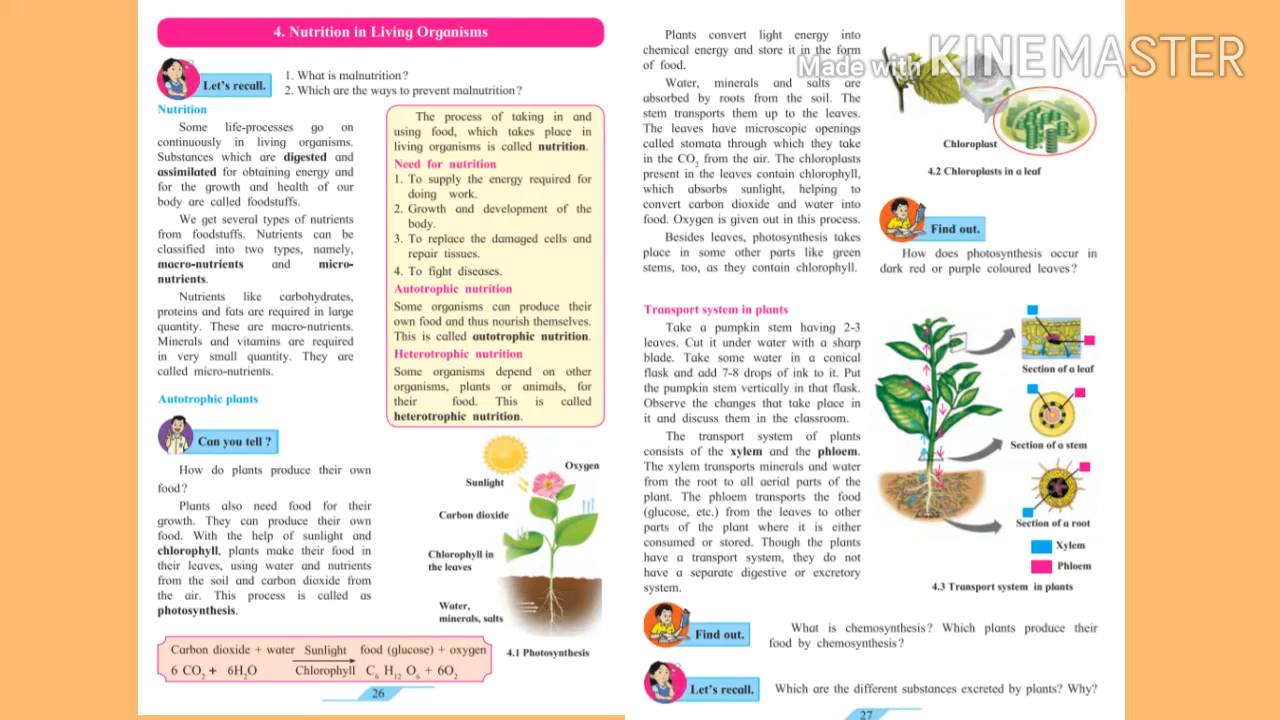 4. Nutrition in Living Organisms
Let's recall.
1. What is malnutrition?
2. Which are the ways to prevent malnutrition?
Nutrition
Some life-processes go on
continuously in living organisms.
Substances which are digested and
assimilated for obtaining energy and
for the growth and health of our
body are called foodstuffs.
We get several types of nutrients
from foodstuffs. Nutrients can be
classified into two types, namely,
macro-nutrients and micro-
nutrients.
Nutrients like carbohydrates,
proteins and fats are required in large
quantity. These are macro-nutrients.
Minerals and vitamins are required
in very small quantity. They are
called micro-nutrients.
The process of taking in and
using food, which takes place in
living organisms is called nutrition.
Need for nutrition
1. To supply the energy required for
doing work.
2. Growth and development of the
body.
3. To replace the damaged cells and
repair tissues.
4. To fight diseases.
Autotrophic nutrition
Some organisms can produce their
own food and thus nourish themselves.
This is called autotrophic nutrition.
Heterotrophic nutrition
Some organisms depend on other
organisms, plants or animals, for
their food. This is called
heterotrophic nutrition.
Autotrophic plants
Can you tell ?
How do plants produce their own
food?
Plants also need food for their
growth. They can produce their own
food. With the help of sunlight and
chlorophyll, plants make their food in
their leaves, using water and nutrients
from the soil and carbon dioxide from
the air. This process is called as
photosynthesis.
Oxygen
Sunlight
Carbon dioxide
Chlorophyll in
the leaves
Water,
minerals, salts
4.1 Photosynthesis
Carbon dioxide + water Sunlight food (glucose) + oxygen
6 CO2 + 6H2O Chlorophyll C6 H12 O6 + 6O2
26
Plants convert light energy into
chemical energy and store it in the form
of food.
Water, minerals and salts are
absorbed by roots from the soil. The
stem transports them up to the leaves.
The leaves have microscopic openings
called stomata through which they take
in the CO2 from the air. The chloroplasts
present in the leaves contain chlorophyll,
which absorbs sunlight, helping to
convert carbon dioxide and water into
food. Oxygen is given out in this process.
Besides leaves, photosynthesis takes
place in some other parts like green
stems, too, as they contain chlorophyll.
Made with KINEMASTER
Chloroplast
4.2 Chloroplasts in a leaf
Find out.
How does photosynthesis occur in
dark red or purple coloured leaves?
Transport system in plants
Take a pumpkin stem having 2-3
leaves. Cut it under water with a sharp
blade. Take some water in a conical
flask and add 7-8 drops of ink to it. Put
the pumpkin stem vertically in that flask.
Observe the changes that take place in
it and discuss them in the classroom.
The transport system of plants
consists of the xylem and the phloem.
The xylem transports minerals and water
from the root to all aerial parts of the
plant. The phloem transports the food
(glucose, etc.) from the leaves to other
parts of the plant where it is either
consumed or stored. Though the plants
have a transport system, they do not
have a separate digestive or excretory
system.
Section of a leaf
Section of a stem
Section of a root
Xylem
Phloem
4.3 Transport system in plants
Find out.
What is chemosynthesis? Which plants produce their
food by chemosynthesis?
Let's recall.
Which are the different substances excreted by plants? Why?
27